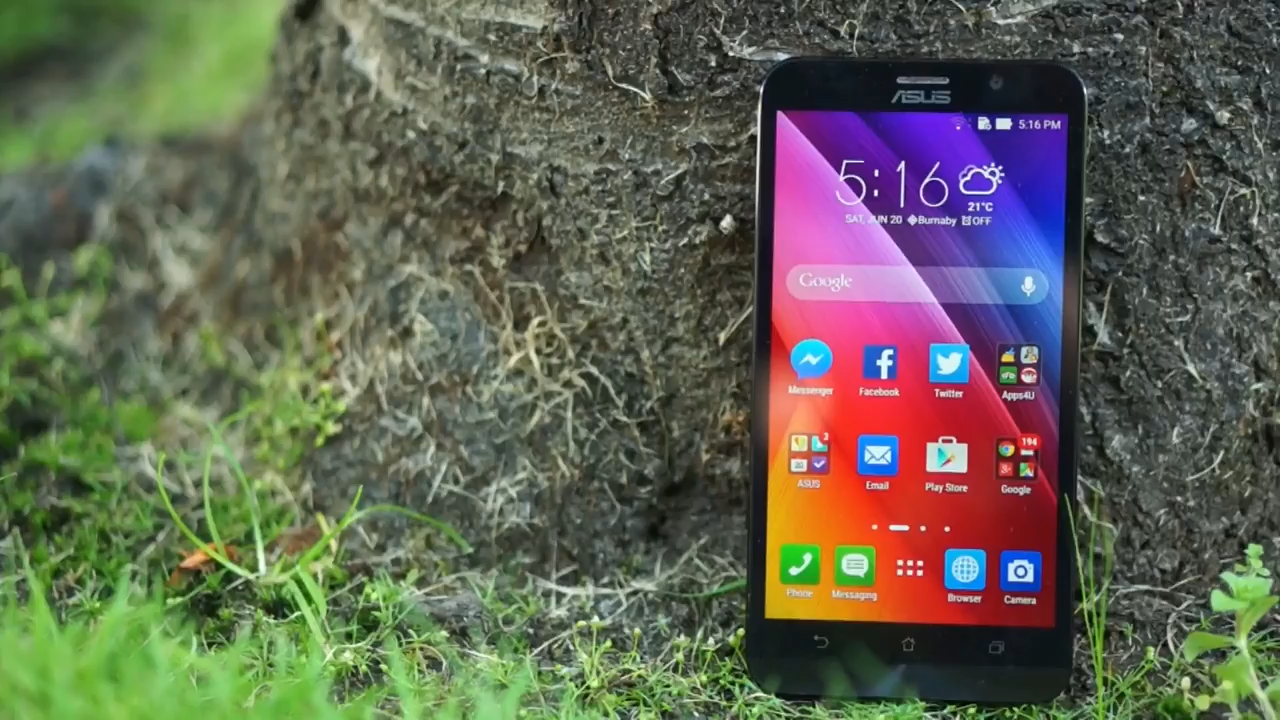 ASUS
5:16 PM
5:16
21°C
SAT, JUN 20 Burnaby OFF
Google
Messenger Facebook Twitter Apps4U
3 194
ASUS Email Play Store Google
Phone Messaging Browser Camera